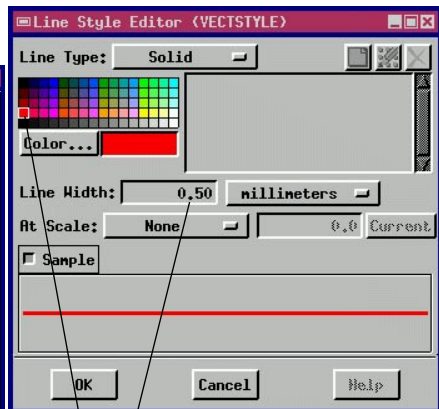 Line Style Editor (VECTSTYLE)
Line Type: Solid
Color...
Line Width: 0.50 millimeters
At Scale: None 0.0 Current
Sample
OK Cancel Help